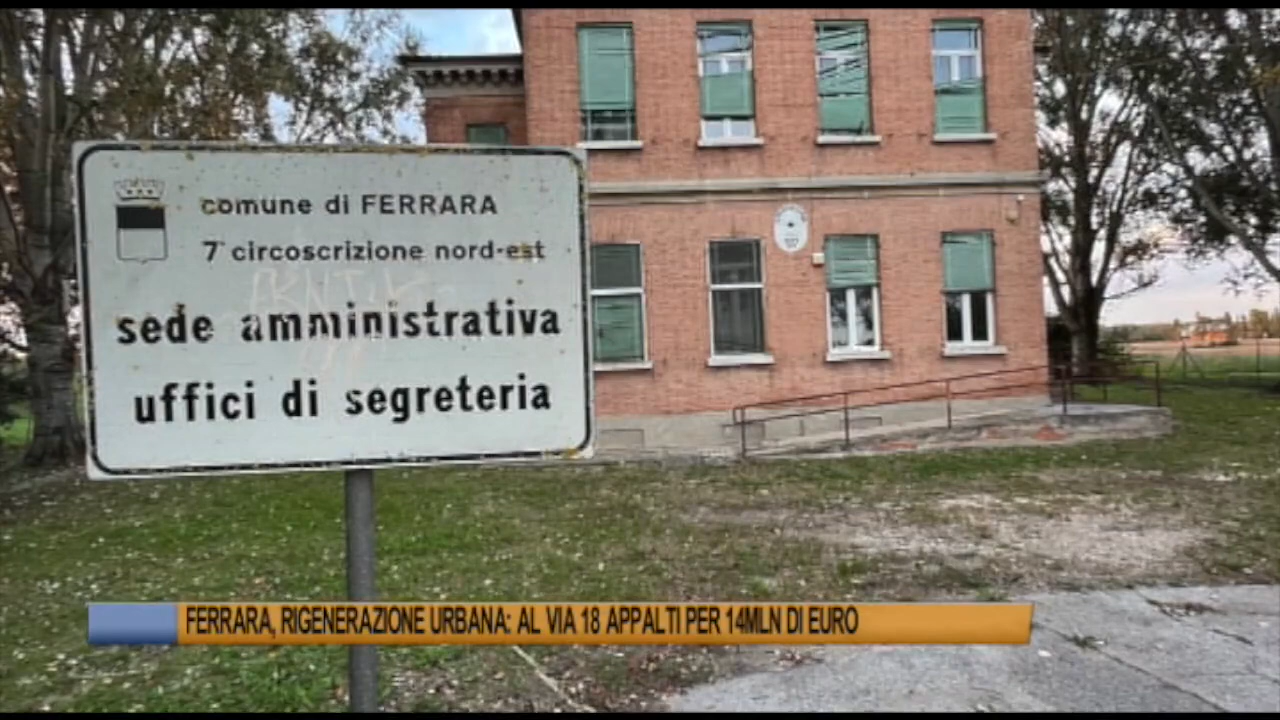 comune di FERRARA
7ª circoscrizione nord-est
sede amministrativa
uffici di segreteria
FERRARA, RIGENERAZIONE URBANA: AL VIA 18 APPALTI PER 14MLN DI EURO